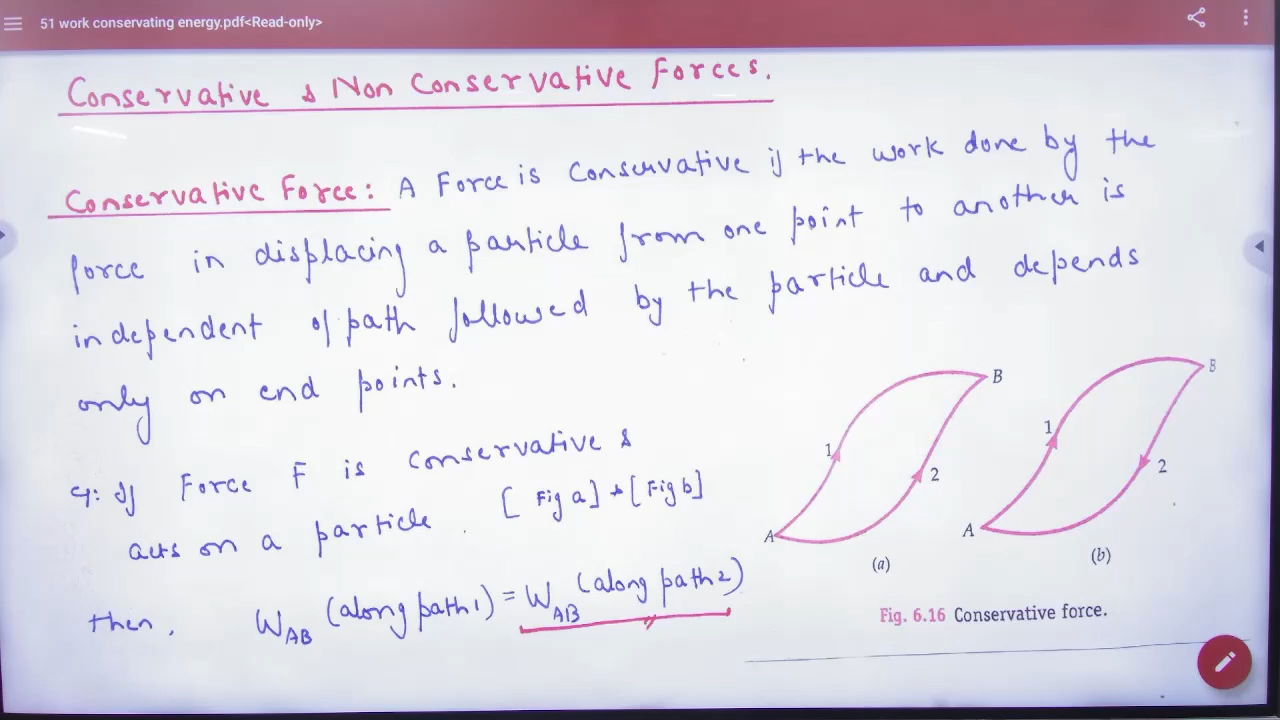 51 work conservating energy.pdf<Read-only>
Conservative & Non Conservative Forces.
Conservative Force: A Force is Conservative if the work done by the
force in displacing a particle from one point to another is
independent of path followed by the particle and depends
only on end points.
eg: If Force F is conservative &
acts on a particle. [Fig a] + [Fig b]
then, W_AB (along path 1) = W_AB (along path 2)
A 1 2 B
(a)
A 1 2 B
(b)
Fig. 6.16 Conservative force.